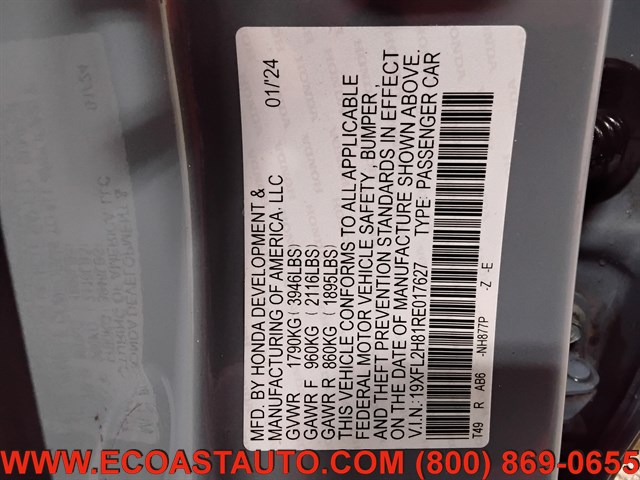 MFD. BY HONDA DEVELOPMENT &
MANUFACTURING OF AMERICA, LLC 01/'24
GVWR 1790KG (3946LBS)
GAWR F 960KG (2116LBS)
GAWR R 860KG (1895LBS)
THIS VEHICLE CONFORMS TO ALL APPLICABLE
FEDERAL MOTOR VEHICLE SAFETY, BUMPER,
AND THEFT PREVENTION STANDARDS IN EFFECT
ON THE DATE OF MANUFACTURE SHOWN ABOVE.
V.I.N.:19XFL2H81RE017627 TYPE: PASSENGER CAR
T49 R AB6 -NH877P -Z -E
WWW.ECOASTAUTO.COM (800) 869-0655